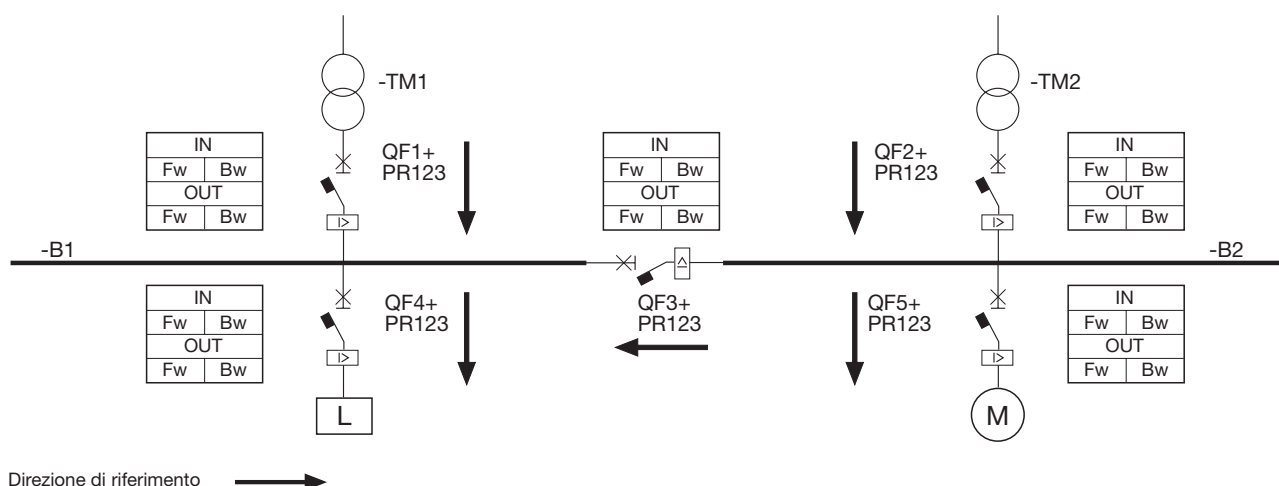 -TM1
-TM2
IN
Fw Bw
OUT
Fw Bw
QF1+
PR123
IN
Fw Bw
OUT
Fw Bw
QF2+
PR123
IN
Fw Bw
OUT
Fw Bw
I>
I>
-B1
-B2
I>
IN
Fw Bw
OUT
Fw Bw
QF4+
PR123
QF3+
PR123
QF5+
PR123
IN
Fw Bw
OUT
Fw Bw
I>
I>
L
M
Direzione di riferimento